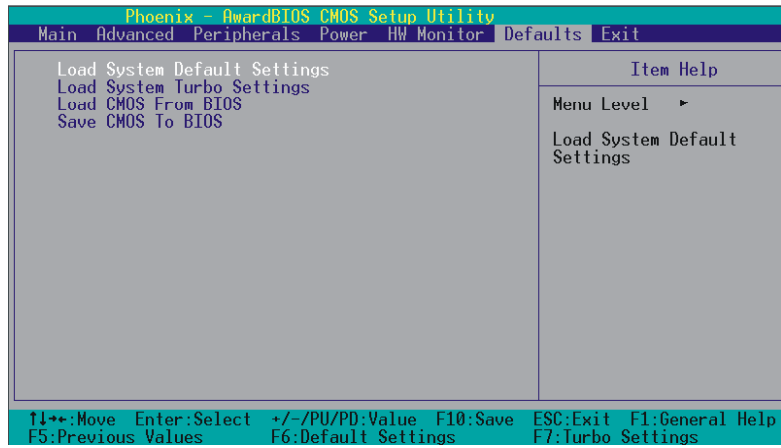 Phoenix - AwardBIOS CMOS Setup Utility
Main Advanced Peripherals Power HW Monitor Defaults Exit
Load System Default Settings
Load System Turbo Settings
Load CMOS From BIOS
Save CMOS To BIOS
Item Help
Menu Level ►
Load System Default
Settings
↑↓→←:Move Enter:Select +/-/PU/PD:Value F10:Save ESC:Exit F1:General Help
F5:Previous Values F6:Default Settings F7:Turbo Settings